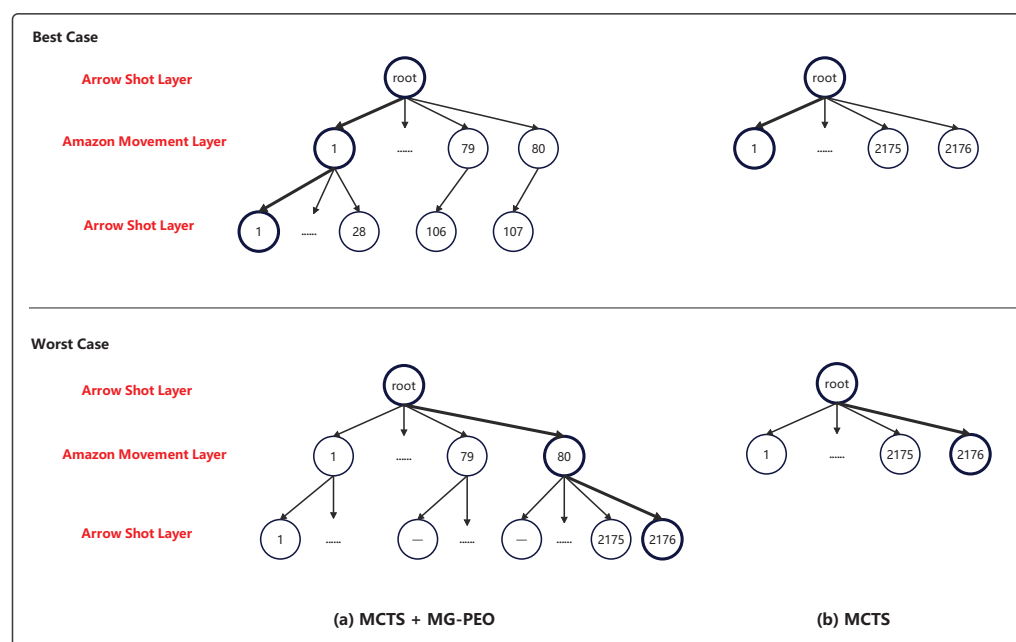 Best Case
Arrow Shot Layer
root
root
Amazon Movement Layer
1
......
79
80
1
......
2175
2176
Arrow Shot Layer
1
......
28
106
107
Worst Case
Arrow Shot Layer
root
root
Amazon Movement Layer
1
......
79
80
1
......
2175
2176
Arrow Shot Layer
1
......
—
......
—
......
2175
2176
(a) MCTS + MG-PEO
(b) MCTS